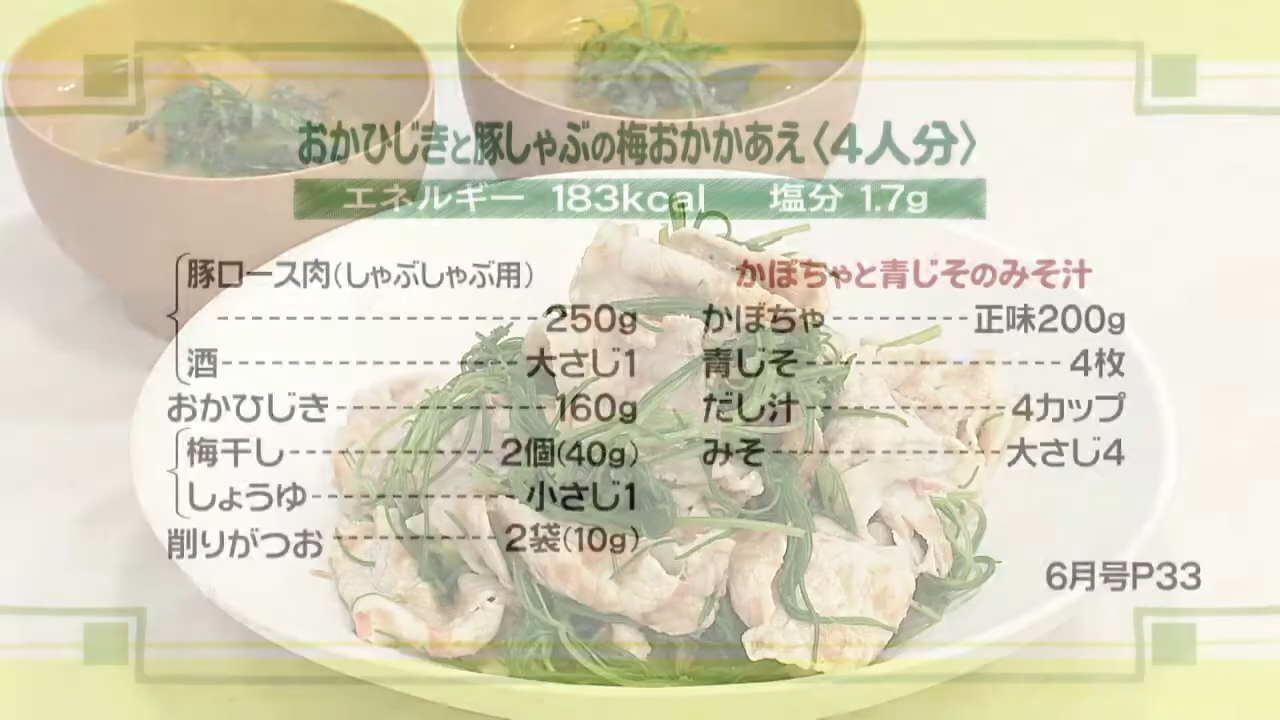 おかひじきと豚しゃぶの梅おかかあえ〈4人分〉
エネルギー 183kcal 塩分 1.7g
豚ロース肉(しゃぶしゃぶ用)
250g
酒 大さじ1
おかひじき 160g
梅干し 2個(40g)
しょうゆ 小さじ1
削りがつお 2袋(10g)
かぼちゃと青じそのみそ汁
かぼちゃ 正味200g
青じそ 4枚
だし汁 4カップ
みそ 大さじ4
6月号P33